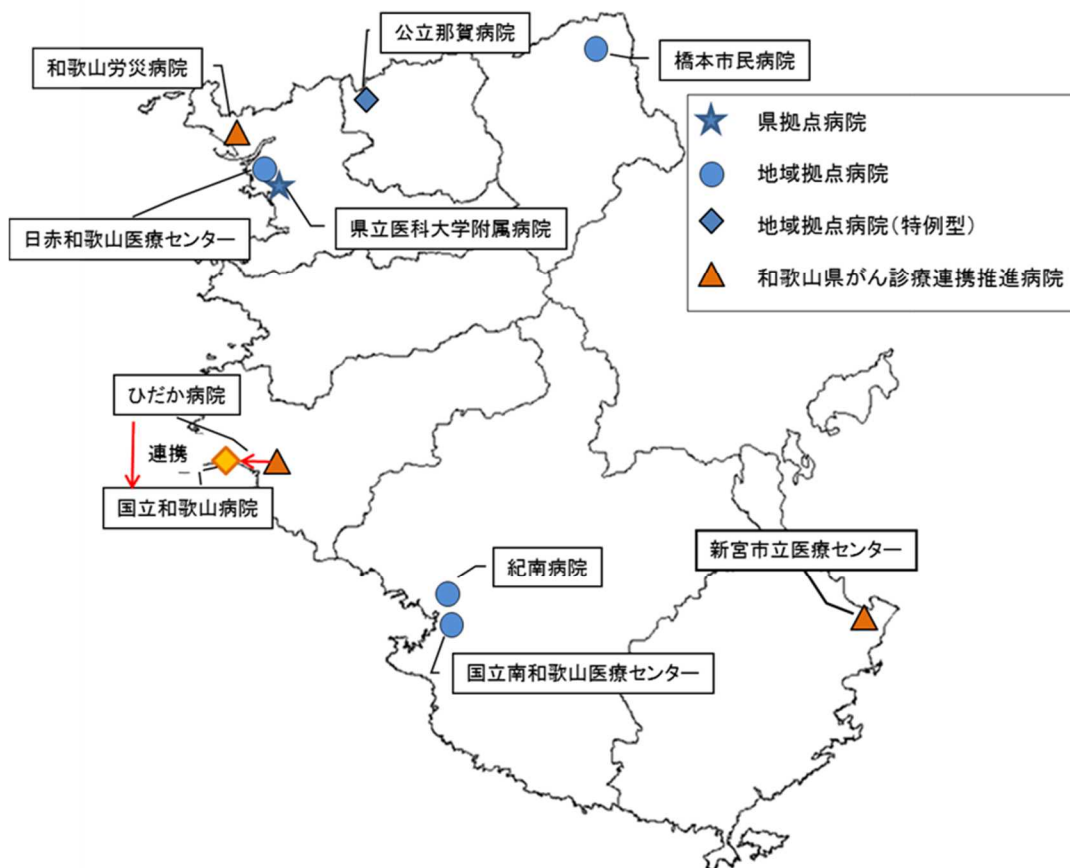 公立那賀病院
橋本市民病院
和歌山労災病院
県拠点病院
地域拠点病院
地域拠点病院(特例型)
和歌山県がん診療連携推進病院
県立医科大学附属病院
日赤和歌山医療センター
ひだか病院
連携
国立和歌山病院
新宮市立医療センター
紀南病院
国立南和歌山医療センター